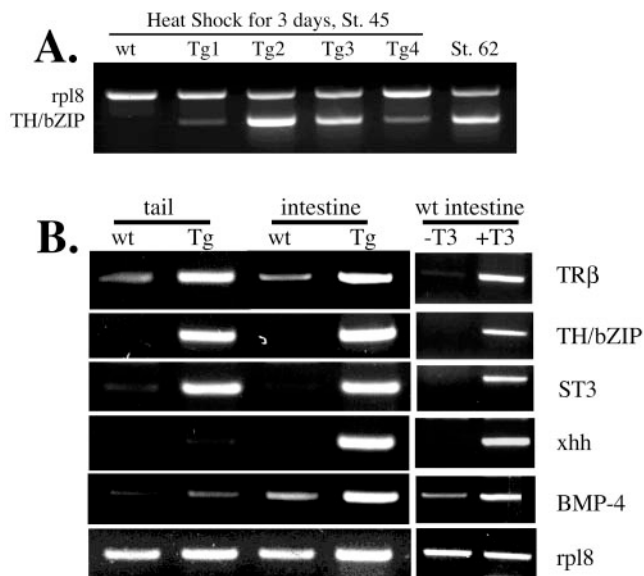 A.
Heat Shock for 3 days, St. 45
wt Tg1 Tg2 Tg3 Tg4 St. 62
rpl8
TH/bZIP
B.
tail intestine wt intestine
wt Tg wt Tg -T3 +T3
TRβ
TH/bZIP
ST3
xhh
BMP-4
rpl8